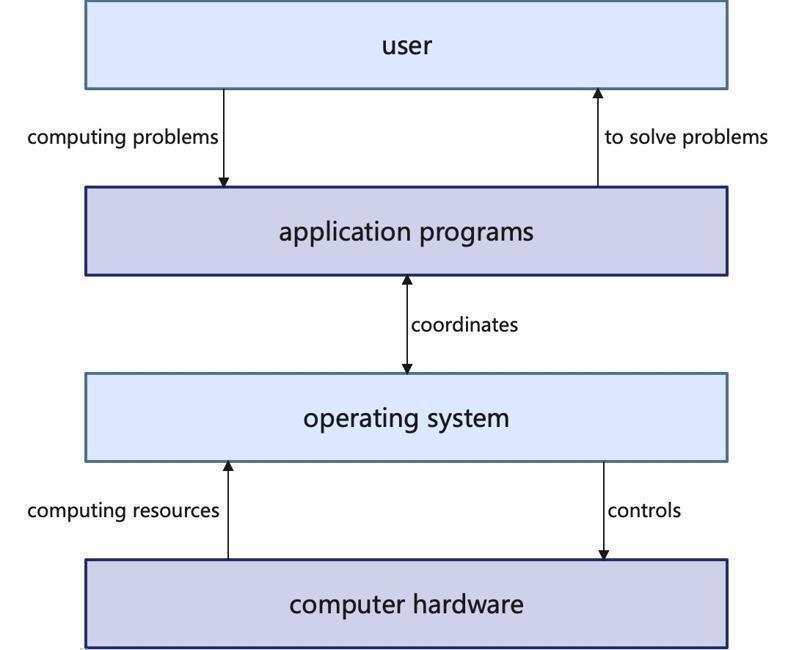 user
computing problems
to solve problems
application programs
coordinates
operating system
computing resources
controls
computer hardware